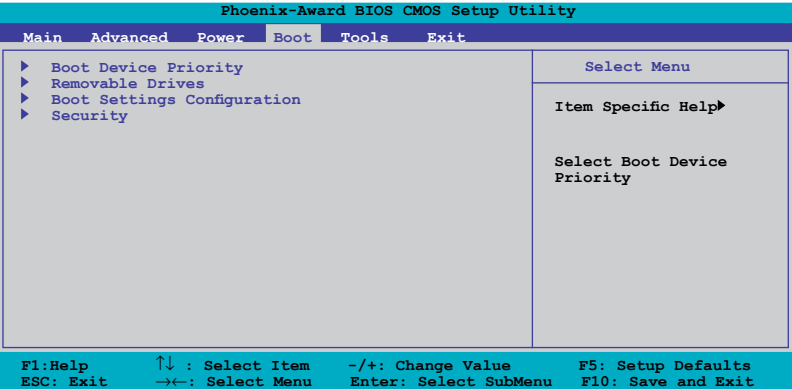 Phoenix-Award BIOS CMOS Setup Utility
Main Advanced Power Boot Tools Exit
Boot Device Priority
Removable Drives
Boot Settings Configuration
Security
Select Menu
Item Specific Help
Select Boot Device
Priority
F1:Help ↑↓ : Select Item -/+: Change Value F5: Setup Defaults
ESC: Exit →←: Select Menu Enter: Select SubMenu F10: Save and Exit